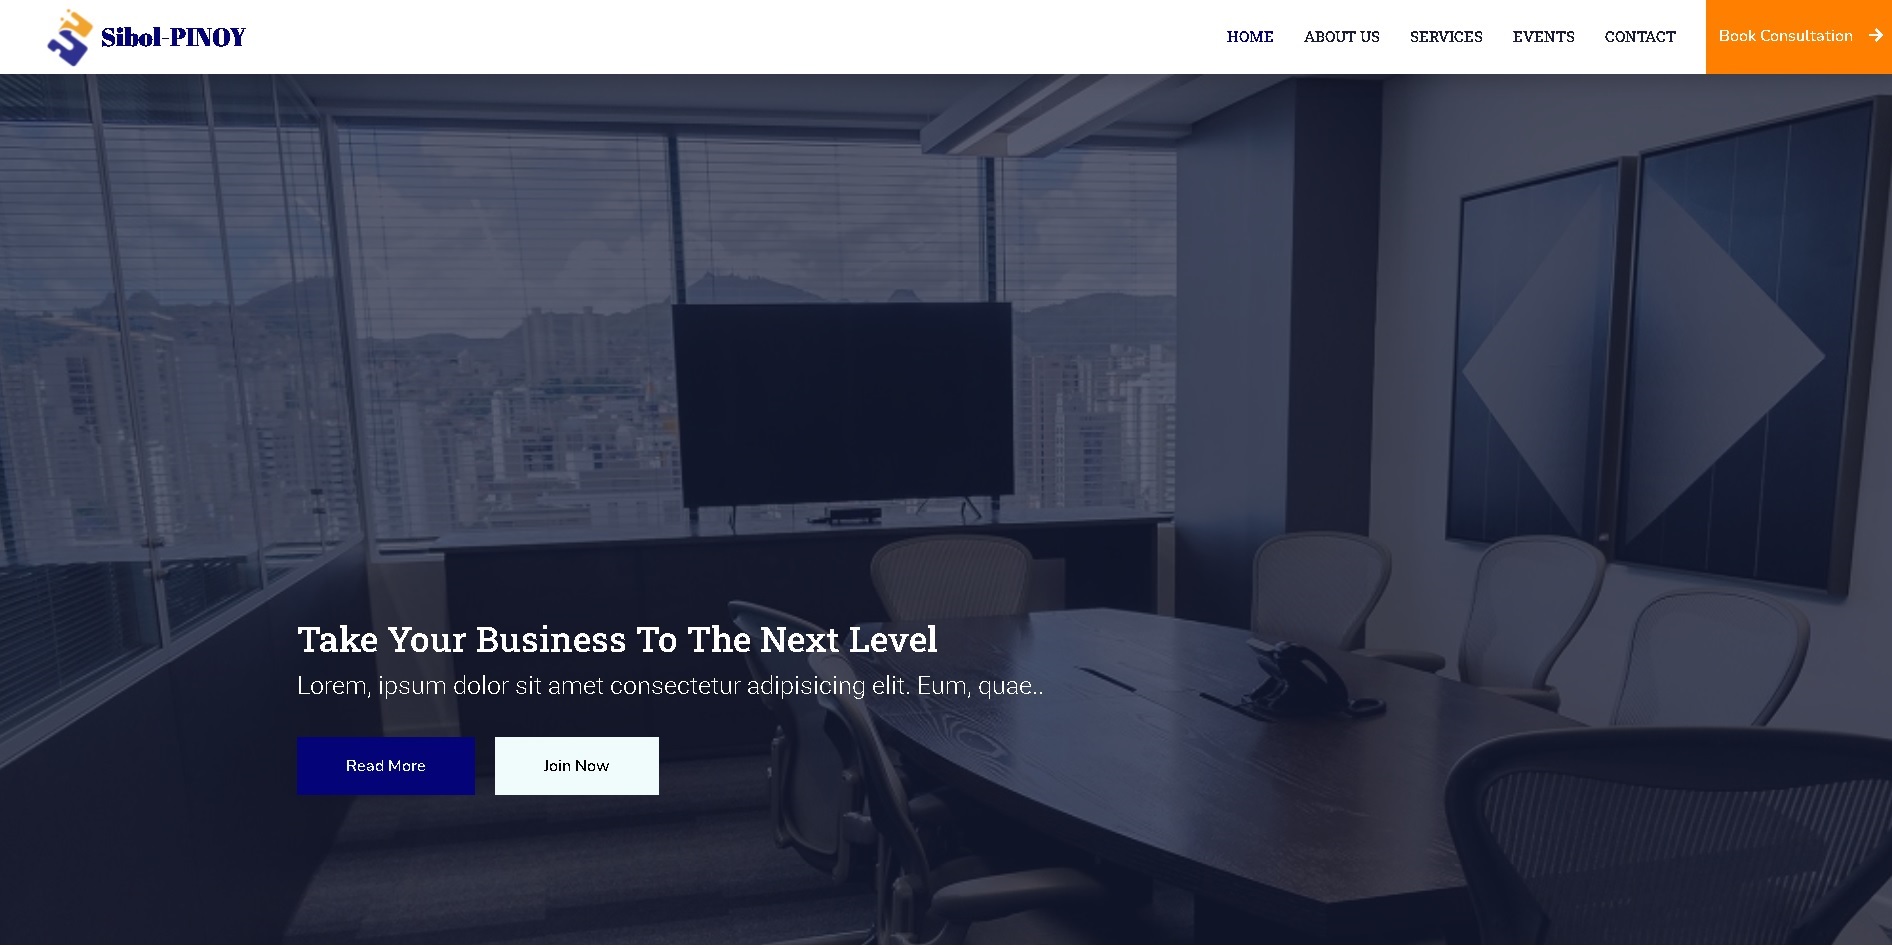 Sibol-PINOY
HOME ABOUT US SERVICES EVENTS CONTACT Book Consultation
Take Your Business To The Next Level
Lorem, ipsum dolor sit amet consectetur adipisicing elit. Eum, quae..
Read More Join Now